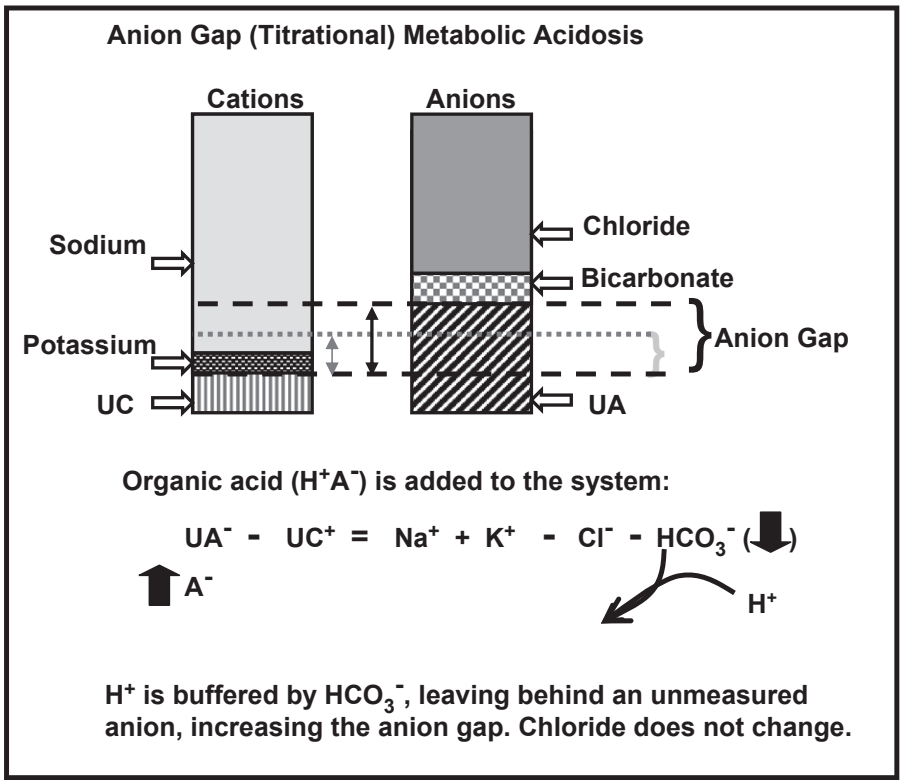 Anion Gap (Titrational) Metabolic Acidosis
Cations
Anions
Sodium
Potassium
UC
Chloride
Bicarbonate
Anion Gap
UA
Organic acid (H⁺A⁻) is added to the system:
UA⁻ - UC⁺ = Na⁺ + K⁺ - Cl⁻ - HCO₃⁻ ( )
A⁻
H⁺
H⁺ is buffered by HCO₃⁻, leaving behind an unmeasured
anion, increasing the anion gap. Chloride does not change.